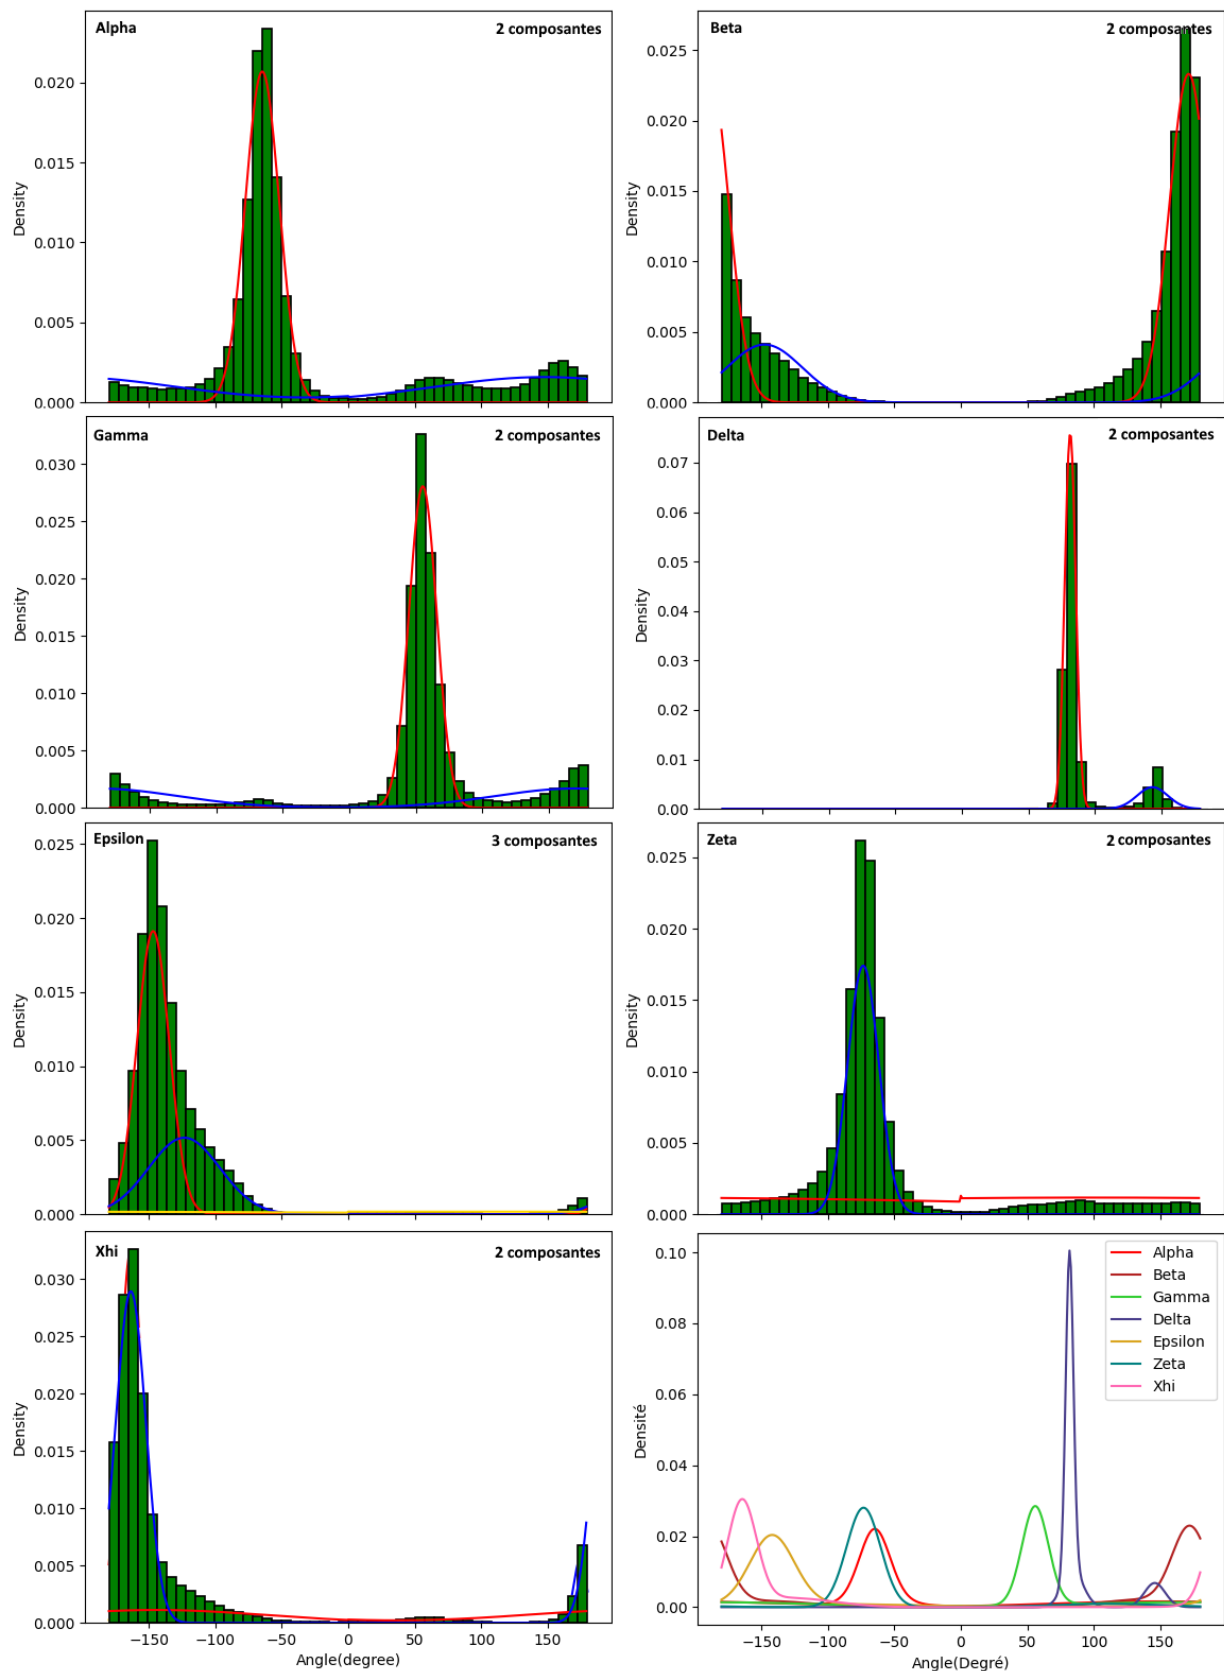 Alpha 2 composantes
0.020
0.015
0.010
0.005
0.000
Density
−150 −100 −50 0 50 100 150
Beta 2 composantes
0.025
0.020
0.015
0.010
0.005
0.000
Density
Gamma 2 composantes
0.030
0.025
0.020
0.015
0.010
0.005
0.000
Density
Delta 2 composantes
0.07
0.06
0.05
0.04
0.03
0.02
0.01
0.00
Density
Epsilon 3 composantes
0.025
0.020
0.015
0.010
0.005
0.000
Density
Zeta 2 composantes
0.025
0.020
0.015
0.010
0.005
0.000
Density
Xhi 2 composantes
0.030
0.025
0.020
0.015
0.010
0.005
0.000
Density
−150 −100 −50 0 50 100 150
Angle(degree)
Alpha
Beta
Gamma
Delta
Epsilon
Zeta
Xhi
0.10
0.08
0.06
0.04
0.02
0.00
Densité
−150 −100 −50 0 50 100 150
Angle(Degré)